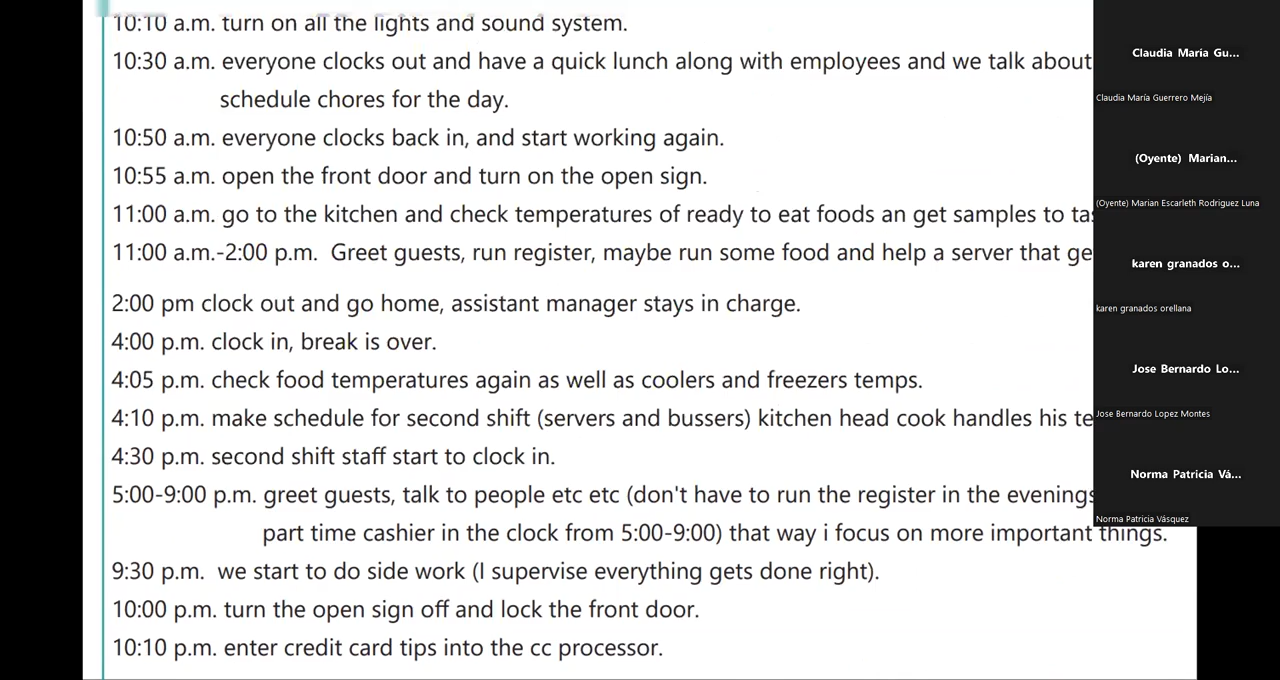 10:10 a.m. turn on all the lights and sound system.
10:30 a.m. everyone clocks out and have a quick lunch along with employees and we talk about
schedule chores for the day.
10:50 a.m. everyone clocks back in, and start working again.
10:55 a.m. open the front door and turn on the open sign.
11:00 a.m. go to the kitchen and check temperatures of ready to eat foods an get samples to
11:00 a.m.-2:00 p.m. Greet guests, run register, maybe run some food and help a server that
2:00 pm clock out and go home, assistant manager stays in charge.
4:00 p.m. clock in, break is over.
4:05 p.m. check food temperatures again as well as coolers and freezers temps.
4:10 p.m. make schedule for second shift (servers and bussers) kitchen head cook handles his
4:30 p.m. second shift staff start to clock in.
5:00-9:00 p.m. greet guests, talk to people etc etc (don't have to run the register in the evenings
part time cashier in the clock from 5:00-9:00) that way i focus on more important things.
9:30 p.m. we start to do side work (I supervise everything gets done right).
10:00 p.m. turn the open sign off and lock the front door.
10:10 p.m. enter credit card tips into the cc processor.
Claudia María Gu...
Claudia María Guerrero Mejía
(Oyente) Marian...
(Oyente) Marian Escarleth Rodriguez Luna
karen granados o...
karen granados orellana
Jose Bernardo Lo...
Jose Bernardo Lopez Montes
Norma Patricia Vá...
Norma Patricia Vásquez